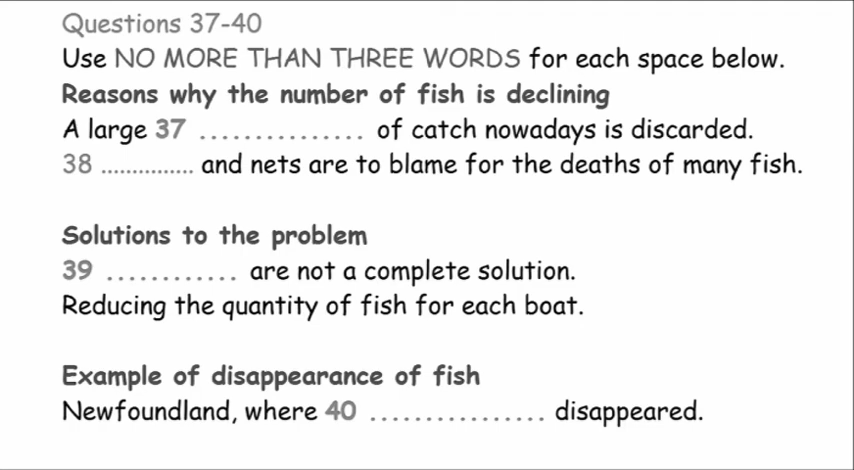 Questions 37-40
Use NO MORE THAN THREE WORDS for each space below.
Reasons why the number of fish is declining
A large 37 ............... of catch nowadays is discarded.
38 ............... and nets are to blame for the deaths of many fish.
Solutions to the problem
39 ............ are not a complete solution.
Reducing the quantity of fish for each boat.
Example of disappearance of fish
Newfoundland, where 40 ................ disappeared.